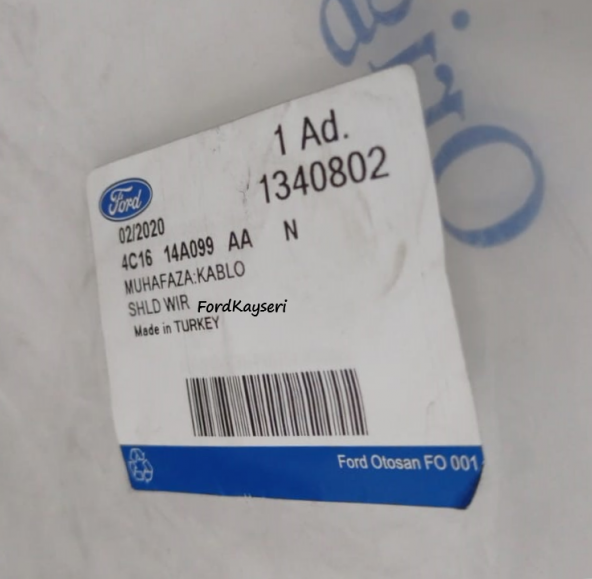 1 Ad.
1340802
Ford
02/2020
4C16 14A099 AA N
MUHAFAZA:KABLO
SHLD WIR
FordKayseri
Made in TURKEY
Ford Otosan FO 001